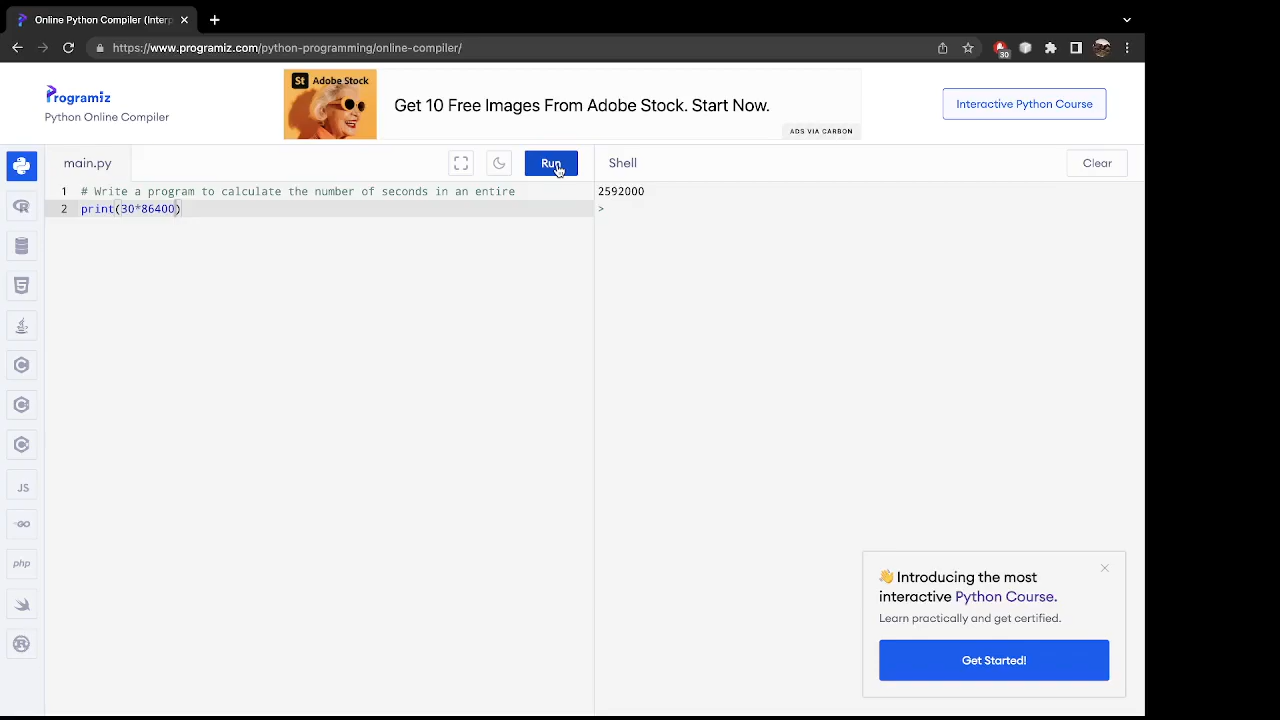 Online Python Compiler (Interp
https://www.programiz.com/python-programming/online-compiler/
30
Programiz
Python Online Compiler
St Adobe Stock
Get 10 Free Images From Adobe Stock. Start Now.
ADS VIA CARBON
Interactive Python Course
main.py
Run
Shell
Clear
1 # Write a program to calculate the number of seconds in an entire
2 print(30*86400)
2592000
>
JS
GO
php
👋 Introducing the most
interactive Python Course.
Learn practically and get certified.
Get Started!